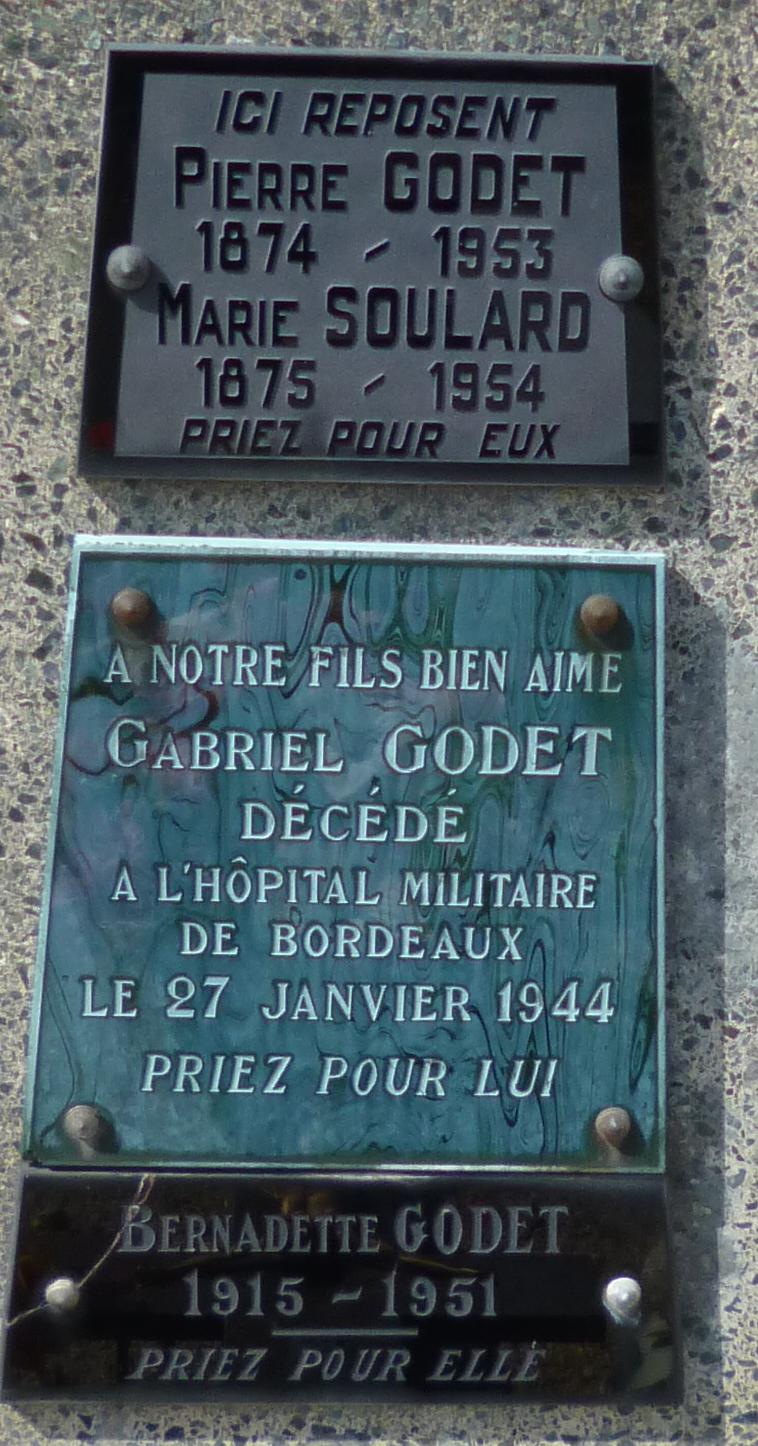 ICI REPOSENT
PIERRE GODET
1874 - 1953
MARIE SOULARD
1875 - 1954
PRIEZ POUR EUX
A NOTRE FILS BIEN AIME
GABRIEL GODET
DÉCÉDÉ
A L'HÔPITAL MILITAIRE
DE BORDEAUX
LE 27 JANVIER 1944
PRIEZ POUR LUI
BERNADETTE GODET
1915 - 1951
PRIEZ POUR ELLE